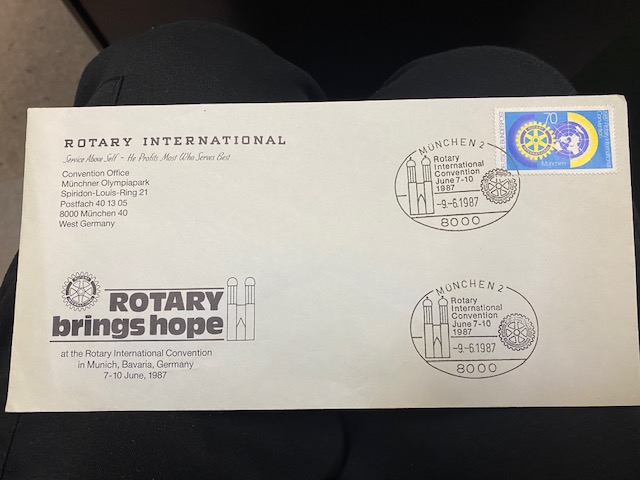 ROTARY INTERNATIONAL
Service Above Self - He Profits Most Who Serves Best
Convention Office
Münchner Olympiapark
Spiridon-Louis-Ring 21
Postfach 40 13 05
8000 München 40
West Germany
70
München
MÜNCHEN 2
Rotary
International
Convention
June 7-10
1987
-9.-6.1987
8000
ROTARY
brings hope
at the Rotary International Convention
in Munich, Bavaria, Germany
7-10 June, 1987
MÜNCHEN 2
Rotary
International
Convention
June 7-10
1987
-9.-6.1987
8000